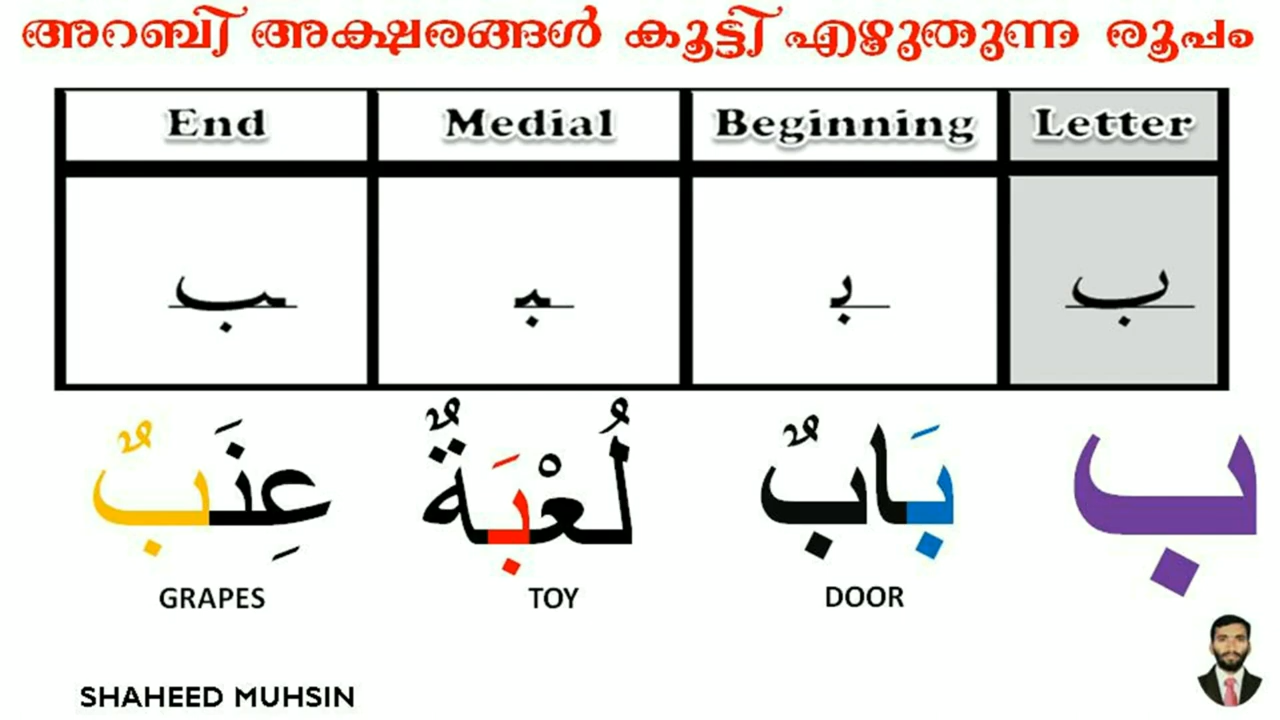 അറബി അക്ഷരങ്ങൾ കൂട്ടി എഴുതുന്ന രൂപം
End Medial Beginning Letter
ـب ـبـ بـ ب
عِنَبٌ لُعْبَةٌ بَابٌ ب
GRAPES TOY DOOR
SHAHEED MUHSIN